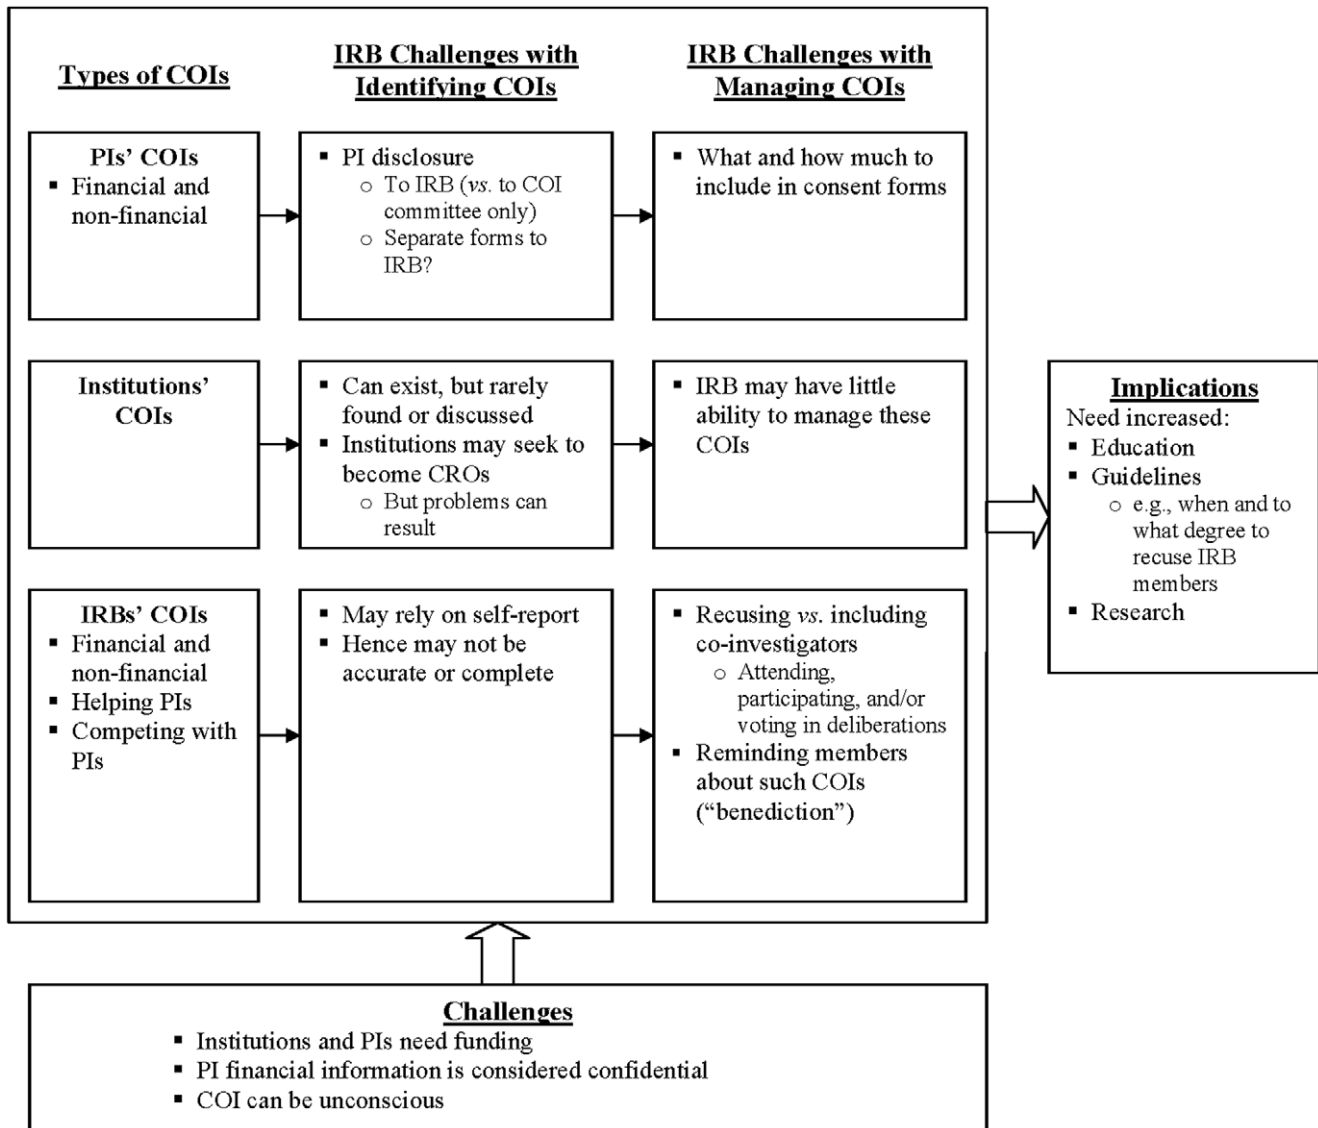 Types of COIs
IRB Challenges with
Identifying COIs
IRB Challenges with
Managing COIs
PIs’ COIs
▪ Financial and
non-financial
▪ PI disclosure
o To IRB (vs. to COI
committee only)
o Separate forms to
IRB?
▪ What and how much to
include in consent forms
Institutions’
COIs
▪ Can exist, but rarely
found or discussed
▪ Institutions may seek to
become CROs
o But problems can
result
▪ IRB may have little
ability to manage these
COIs
IRBs’ COIs
▪ Financial and
non-financial
▪ Helping PIs
▪ Competing with
PIs
▪ May rely on self-report
▪ Hence may not be
accurate or complete
▪ Recusing vs. including
co-investigators
o Attending,
participating, and/or
voting in deliberations
▪ Reminding members
about such COIs
(“benediction”)
Implications
Need increased:
▪ Education
▪ Guidelines
o e.g., when and to
what degree to
recuse IRB
members
▪ Research
Challenges
▪ Institutions and PIs need funding
▪ PI financial information is considered confidential
▪ COI can be unconscious